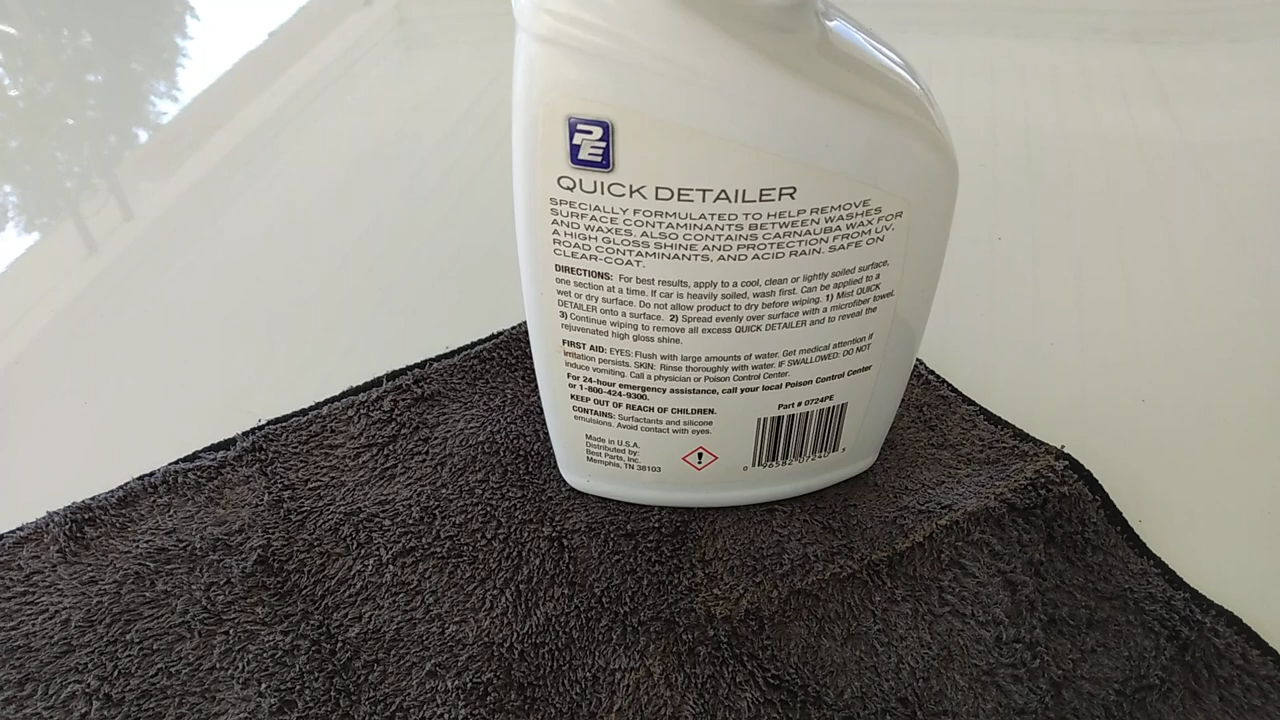 PE
QUICK DETAILER
SPECIALLY FORMULATED TO HELP REMOVE
SURFACE CONTAMINANTS BETWEEN WASHES
AND WAXES. ALSO CONTAINS CARNAUBA WAX FOR
A HIGH GLOSS SHINE AND PROTECTION FROM UV,
ROAD CONTAMINANTS, AND ACID RAIN. SAFE ON
CLEAR-COAT.
DIRECTIONS: For best results, apply to a cool, clean or lightly soiled surface,
one section at a time. If car is heavily soiled, wash first. Can be applied to a
wet or dry surface. Do not allow product to dry before wiping. 1) Mist QUICK
DETAILER onto a surface. 2) Spread evenly over surface with a microfiber towel.
3) Continue wiping to remove all excess QUICK DETAILER and to reveal the
rejuvenated high gloss shine.
FIRST AID: EYES: Flush with large amounts of water. Get medical attention if
irritation persists. SKIN: Rinse thoroughly with water. IF SWALLOWED: DO NOT
induce vomiting. Call a physician or Poison Control Center.
For 24-hour emergency assistance, call your local Poison Control Center
or 1-800-424-9300.
KEEP OUT OF REACH OF CHILDREN.
CONTAINS: Surfactants and silicone
emulsions. Avoid contact with eyes.
Made in U.S.A.
Distributed by:
Best Parts, Inc.
Memphis, TN 38103
Part # 0724PE
0 96582 07240 5